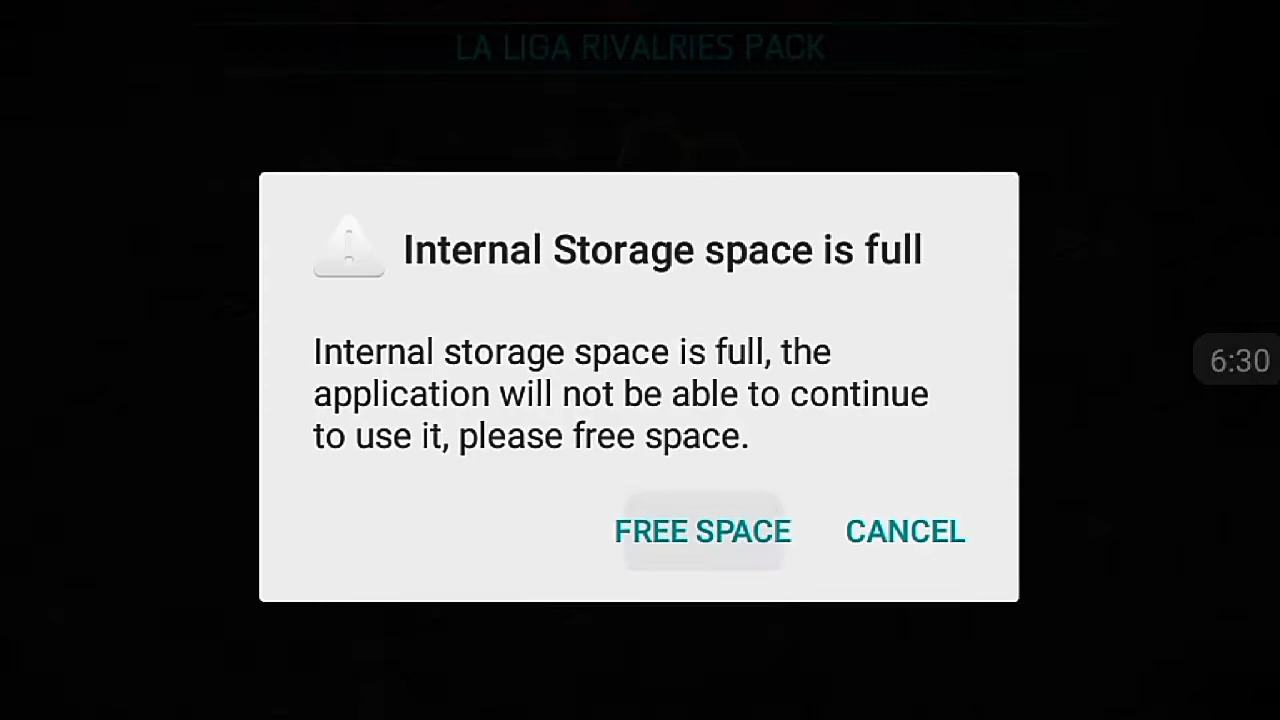 LA LIGA RIVALRIES PACK
Internal Storage space is full
Internal storage space is full, the
application will not be able to continue
to use it, please free space.
6:30
FREE SPACE CANCEL